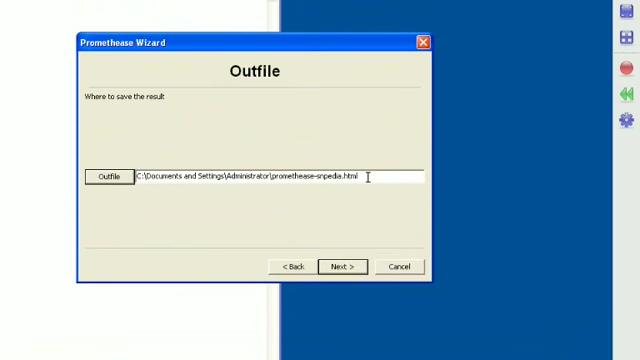 Promethease Wizard
Outfile
Where to save the result
Outfile C:\Documents and Settings\Administrator\promethease-snpedia.html
< Back Next > Cancel